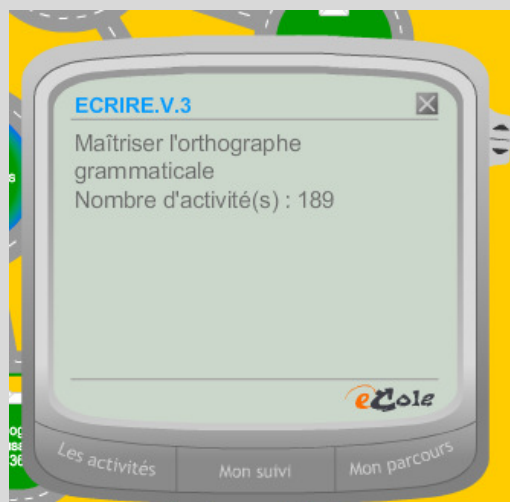 ECRIRE.V.3
Maîtriser l'orthographe
grammaticale
Nombre d'activité(s) : 189
eCole
Les activités
Mon suivi
Mon parcours